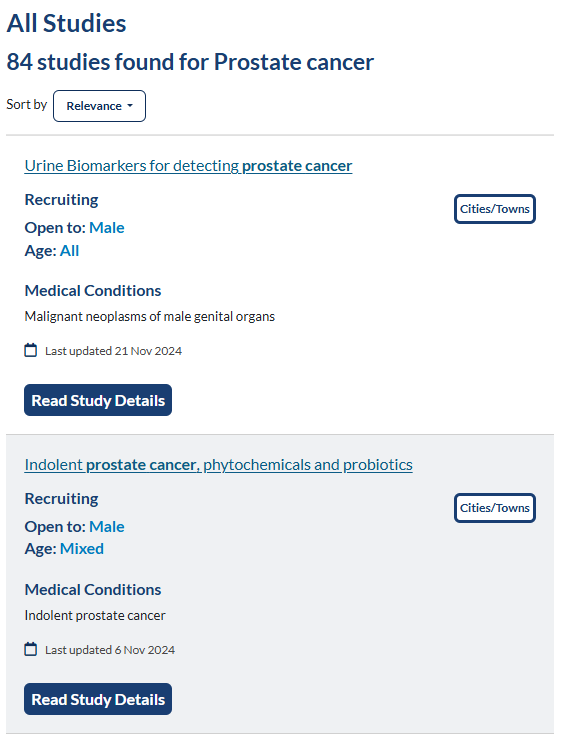 All Studies
84 studies found for Prostate cancer
Sort by Relevance
Urine Biomarkers for detecting prostate cancer
Recruiting
Cities/Towns
Open to: Male
Age: All
Medical Conditions
Malignant neoplasms of male genital organs
Last updated 21 Nov 2024
Read Study Details
Indolent prostate cancer, phytochemicals and probiotics
Recruiting
Cities/Towns
Open to: Male
Age: Mixed
Medical Conditions
Indolent prostate cancer
Last updated 6 Nov 2024
Read Study Details